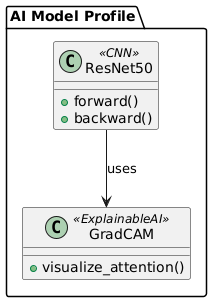 AI Model Profile
C «CNN»
ResNet50
forward()
backward()
uses
C «ExplainableAI»
GradCAM
visualize_attention()